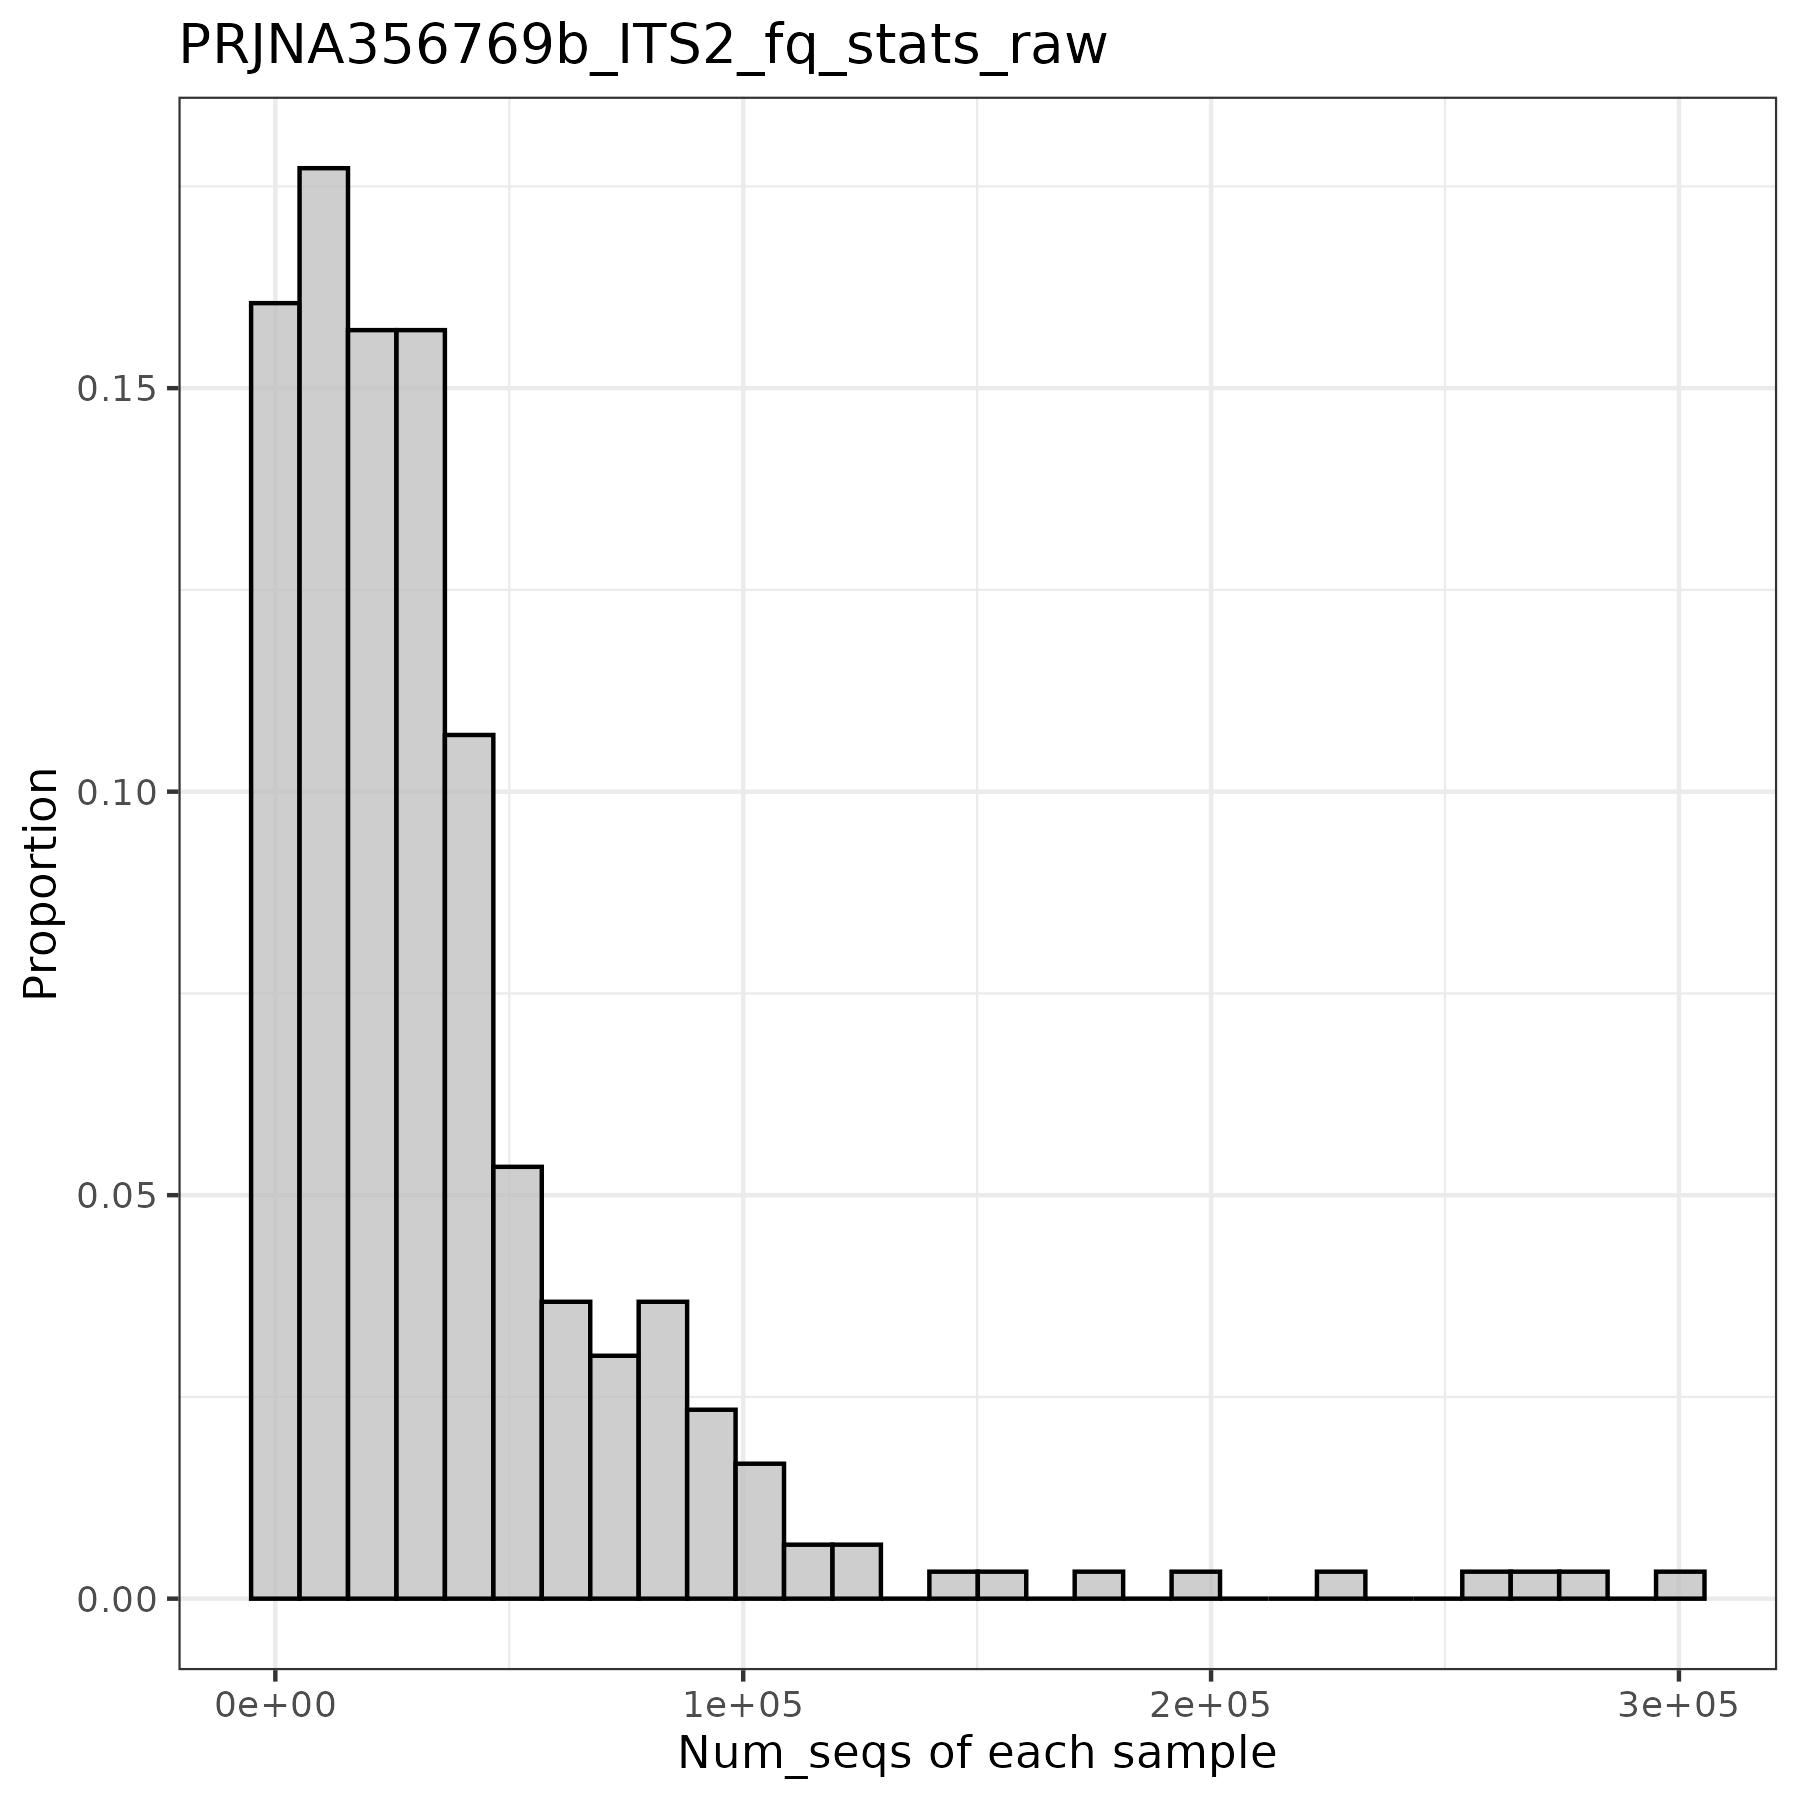 PRJNA356769b_ITS2_fq_stats_raw
Proportion
0.15
0.10
0.05
0.00
0e+00 1e+05 2e+05 3e+05
Num_seqs of each sample